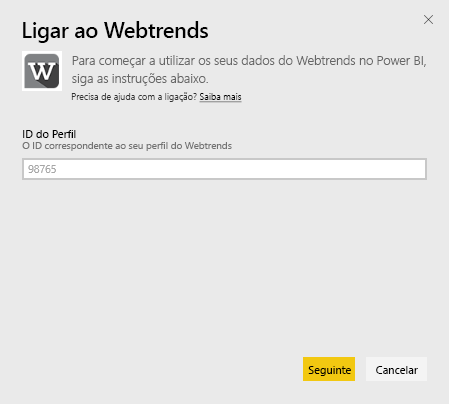 Ligar ao Webtrends
W
Para começar a utilizar os seus dados do Webtrends no Power BI,
siga as instruções abaixo.
Precisa de ajuda com a ligação? Saiba mais
ID do Perfil
O ID correspondente ao seu perfil do Webtrends
98765
Seguinte Cancelar